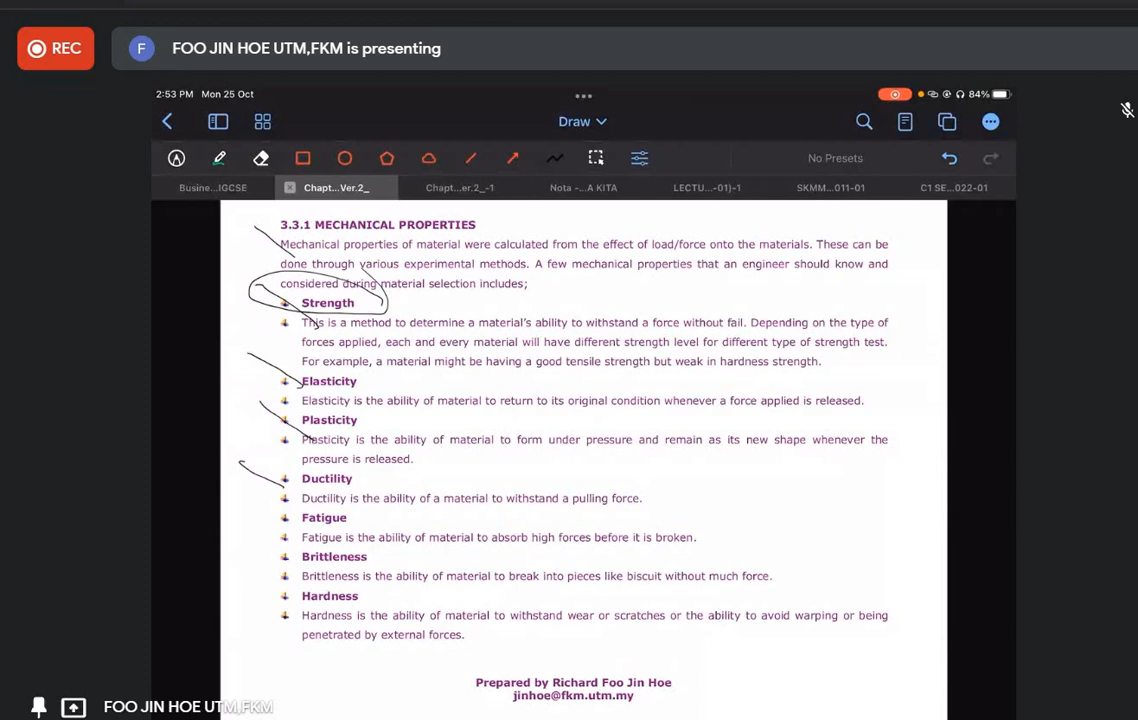 REC
F
FOO JIN HOE UTM,FKM is presenting
2:53 PM Mon 25 Oct
84%
Draw
No Presets
Busine...IGCSE
Chapt...Ver.2_
Chapt...er.2_-1
Nota -...A KITA
LECTU...-01)-1
SKMM...011-01
C1 SE...022-01
3.3.1 MECHANICAL PROPERTIES
Mechanical properties of material were calculated from the effect of load/force onto the materials. These can be
done through various experimental methods. A few mechanical properties that an engineer should know and
considered during material selection includes;
Strength
This is a method to determine a material's ability to withstand a force without fail. Depending on the type of
forces applied, each and every material will have different strength level for different type of strength test.
For example, a material might be having a good tensile strength but weak in hardness strength.
Elasticity
Elasticity is the ability of material to return to its original condition whenever a force applied is released.
Plasticity
Plasticity is the ability of material to form under pressure and remain as its new shape whenever the
pressure is released.
Ductility
Ductility is the ability of a material to withstand a pulling force.
Fatigue
Fatigue is the ability of material to absorb high forces before it is broken.
Brittleness
Brittleness is the ability of material to break into pieces like biscuit without much force.
Hardness
Hardness is the ability of material to withstand wear or scratches or the ability to avoid warping or being
penetrated by external forces.
Prepared by Richard Foo Jin Hoe
jinhoe@fkm.utm.my
FOO JIN HOE UTM,FKM